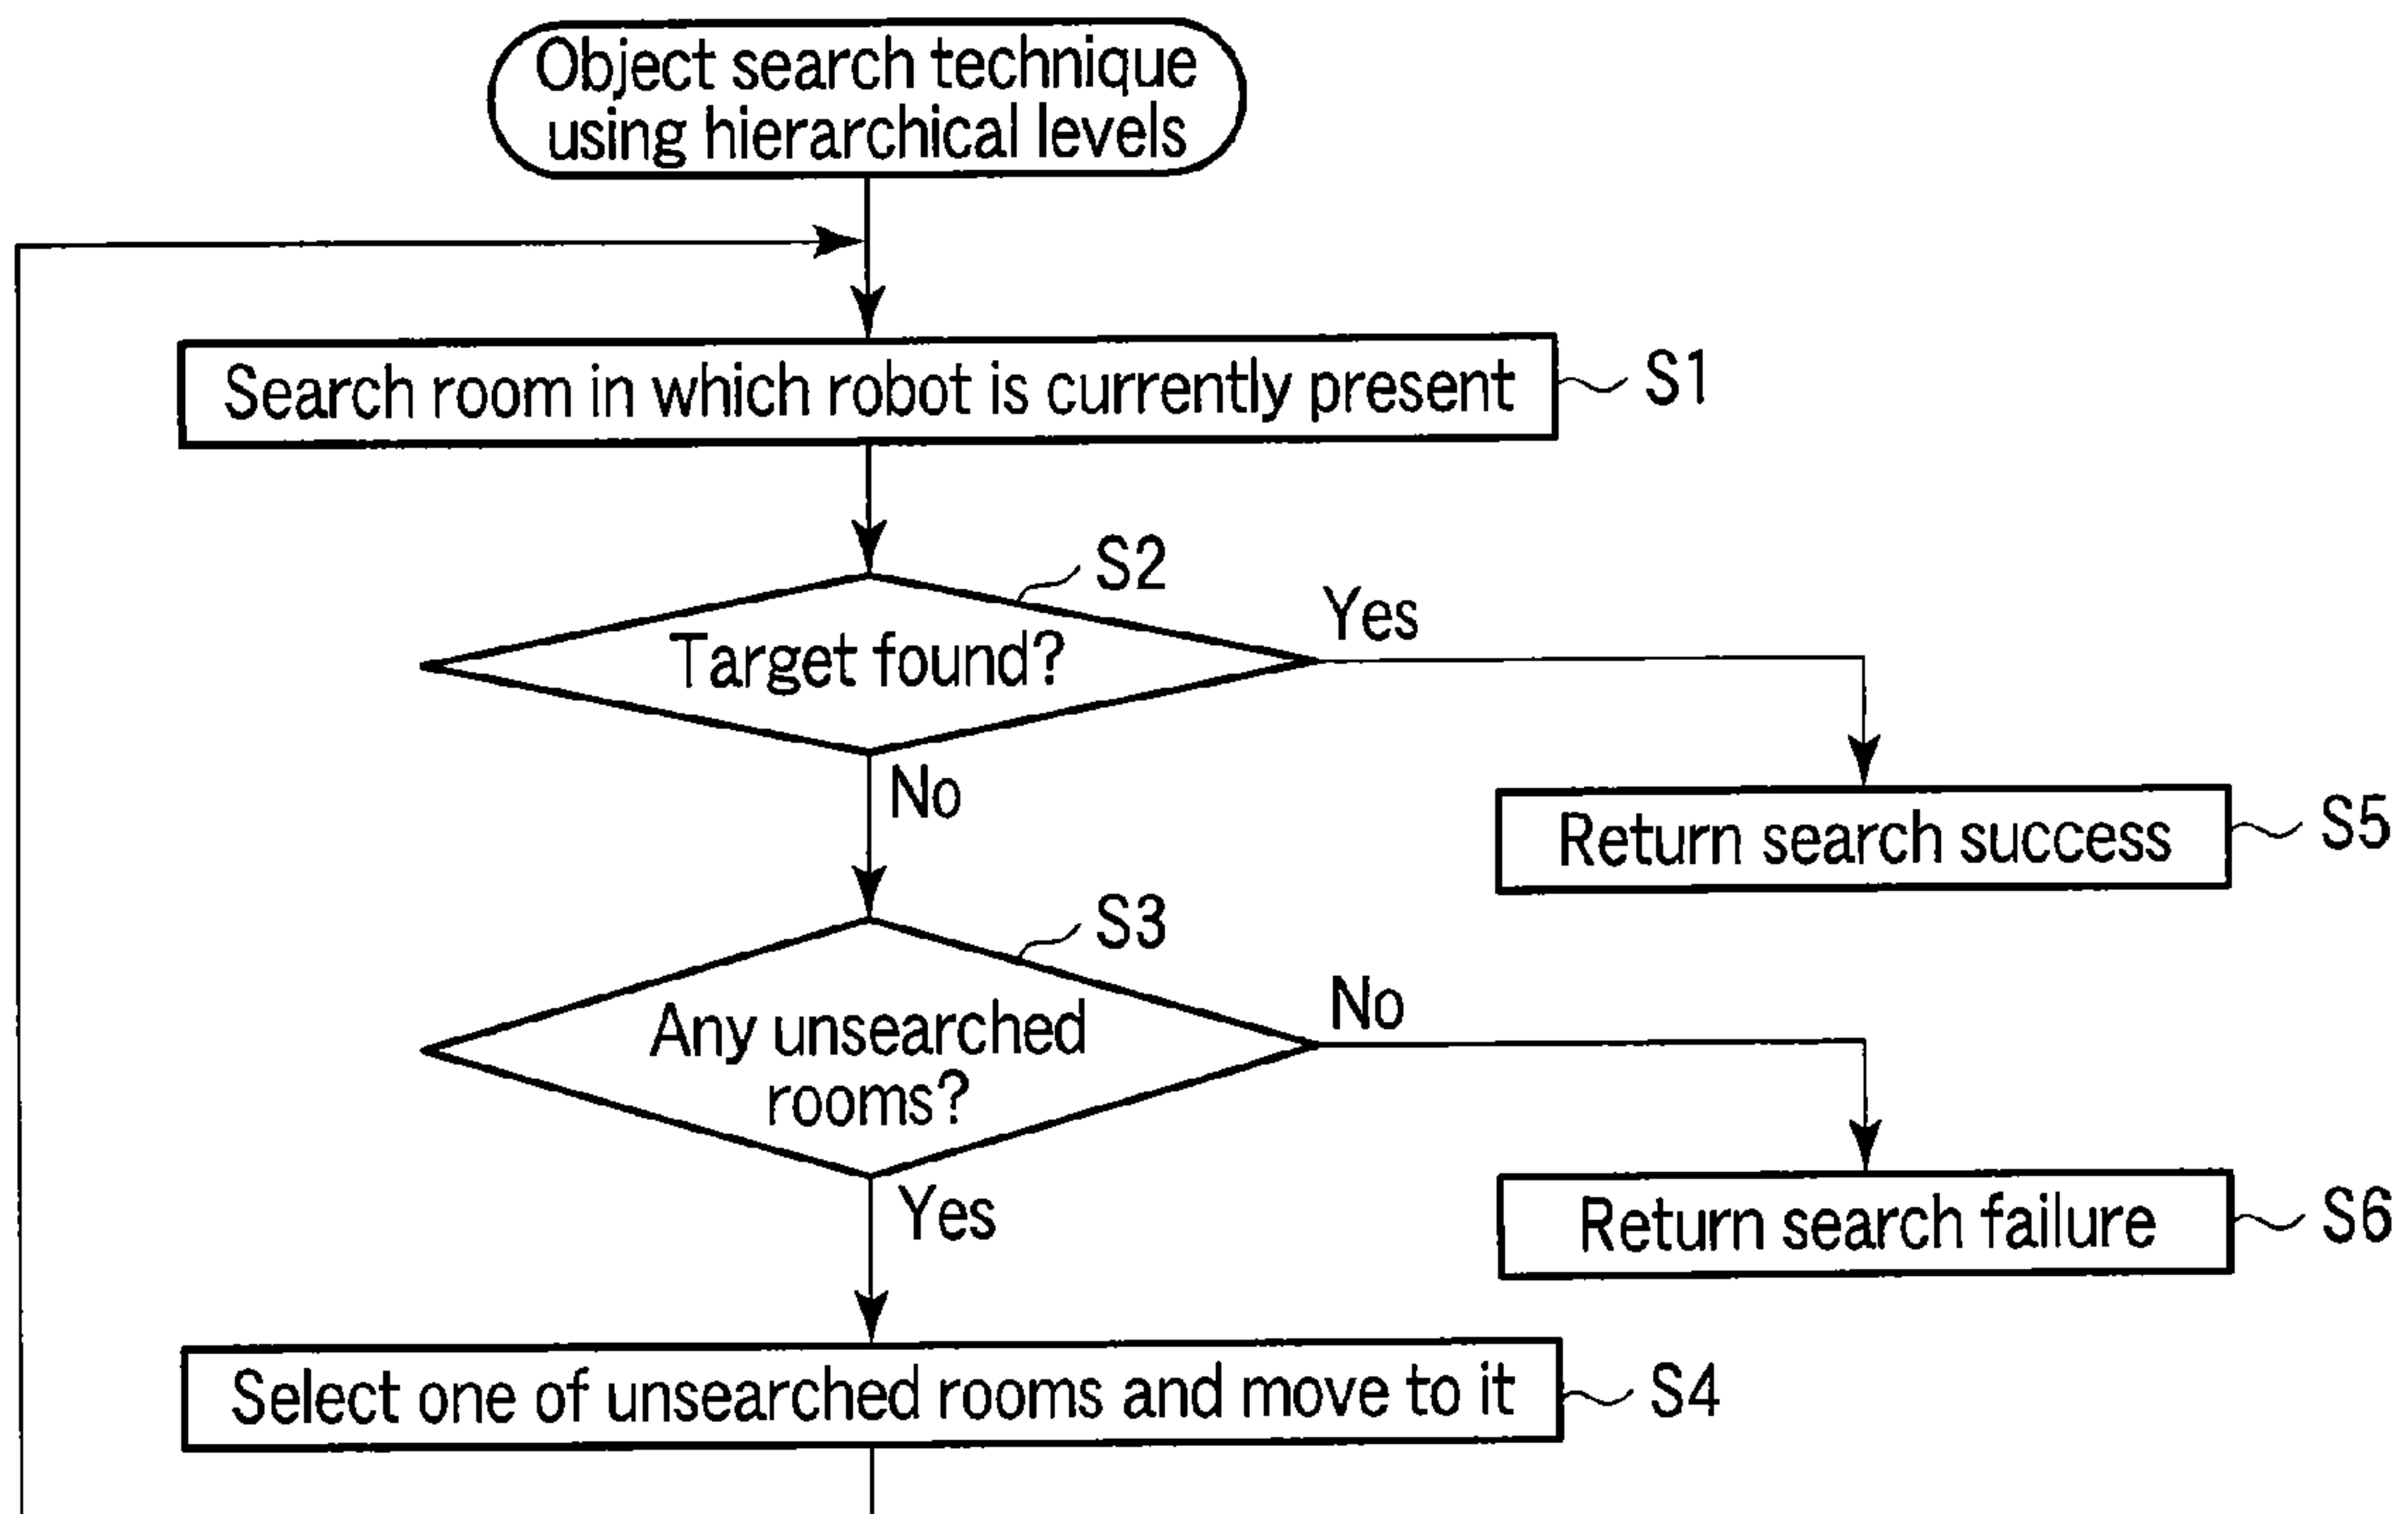 Object search technique
using hierarchical levels
Search room in which robot is currently present
S1
S2
Target found?
Yes
No
Return search success
S5
S3
Any unsearched
rooms?
No
Yes
Return search failure
S6
Select one of unsearched rooms and move to it
S4